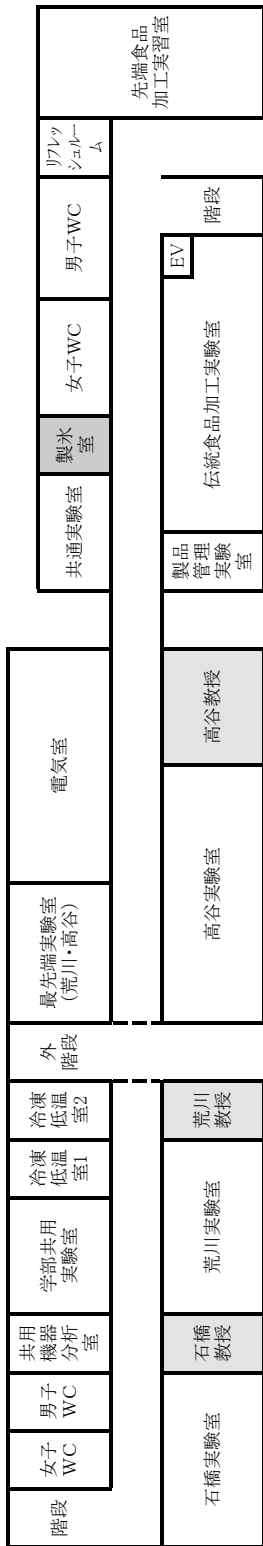 階段
女子
WC
男子
WC
共用
機器
分析
室
学部共用
実験室
冷凍
低温
室1
冷凍
低温
室2
外
階段
最先端実験室
(荒川・高谷)
電気室
共通実験室
製氷
室
女子WC
男子WC
リフレッ
シュルー
ム
先端食品
加工実習室
石橋実験室
石橋
教授
荒川実験室
荒川
教授
高谷実験室
高谷教授
製品
管理
実験
室
伝統食品加工実験室
EV
階段